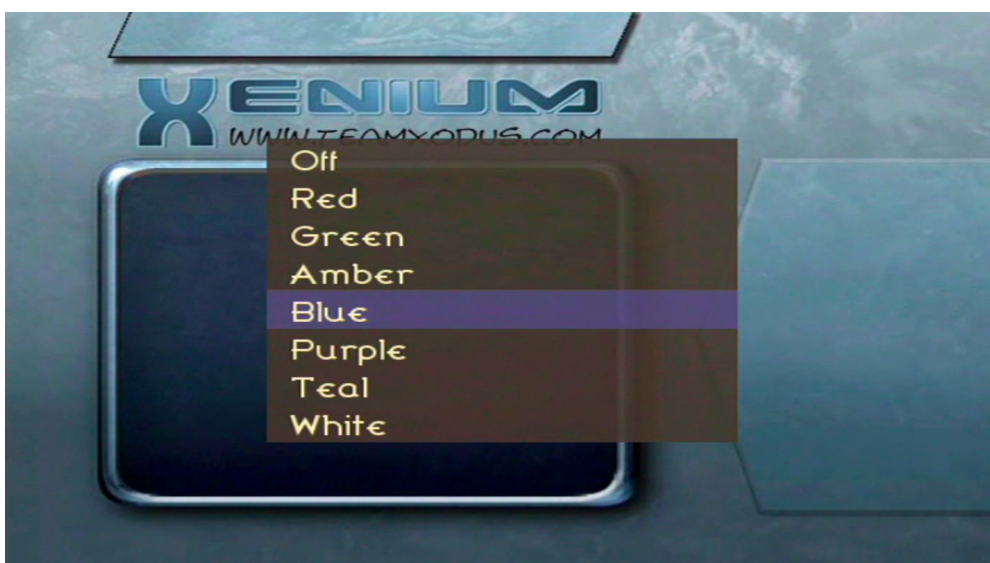 XENIUM
WWW.TEAMXODUS.COM
Off
Red
Green
Amber
Blue
Purple
Teal
White